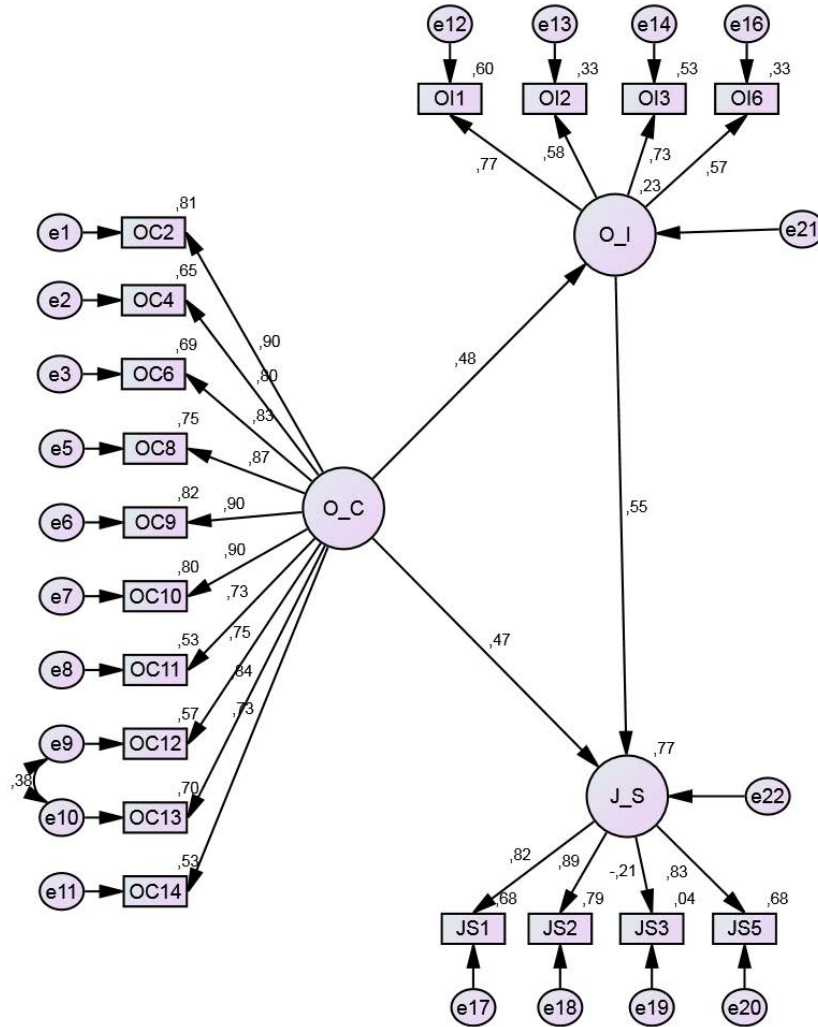 e12 e13 e14 e16
,60 ,33 ,53 ,33
OI1 OI2 OI3 OI6
,77 ,58 ,73 ,57
,23
O_I
e21
,81
e1 OC2
,65
e2 OC4
,90
,69
,80
e3 OC6
,48
,83
,75
e5 OC8
,87
,82
,90
e6 OC9
O_C
,55
,80
,90
e7 OC10
,73
,53
,75
e8 OC11
,47
,84
,73
,57
e9 OC12
,38
,70
e10 OC13
,77
J_S
e22
,53
e11 OC14
,82 ,89 -,21 ,83
,68 ,79 ,04 ,68
JS1 JS2 JS3 JS5
e17 e18 e19 e20